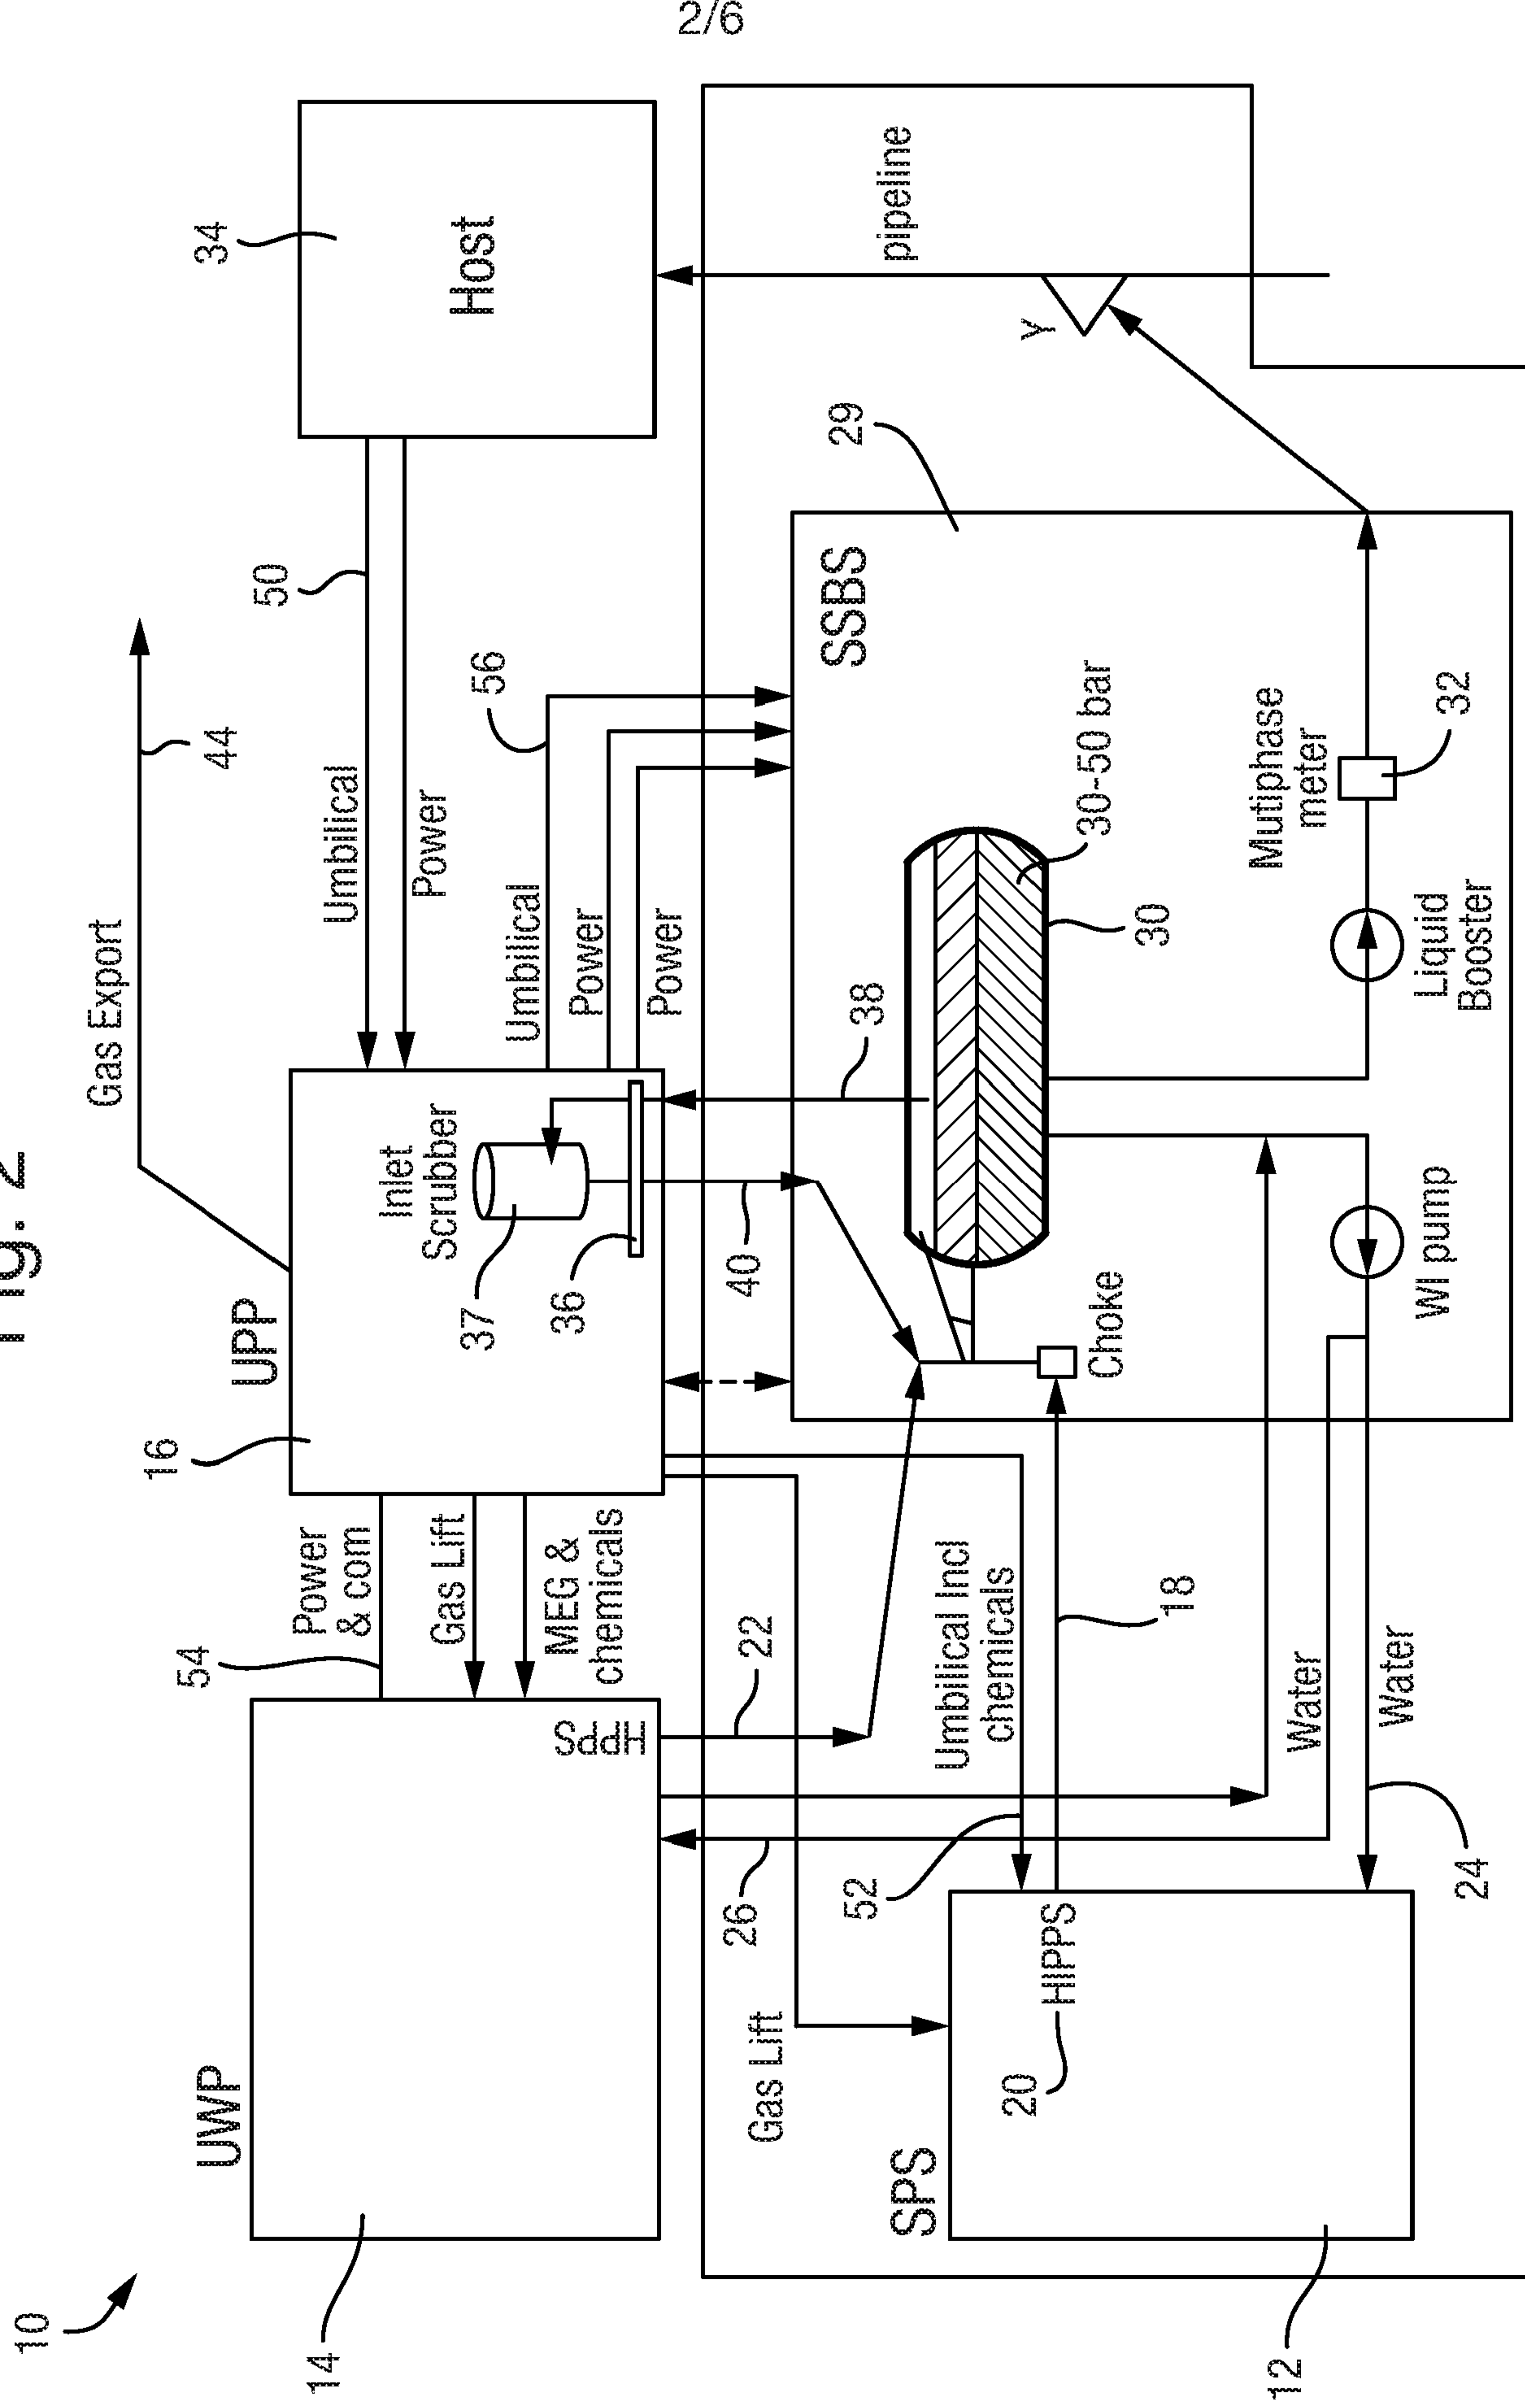 2/6
Fig. 2
10
Gas Export
44
16
UPP
50
34
UWP
14
54
Power
& com
Umbilical
Power
Gas Lift
Inlet
Scrubber
37
56
Host
MEG &
chemicals
HIPPS
36
Umbilical
Power
Power
22
26
40
Gas Lift
52
38
29
SSBS
pipeline
SPS
Umbilical Incl
chemicals
20
HIPPS
Y
18
Choke
30
30-50 bar
Water
Water
Mutiphase
meter
12
24
WI pump
Liquid
Booster
32